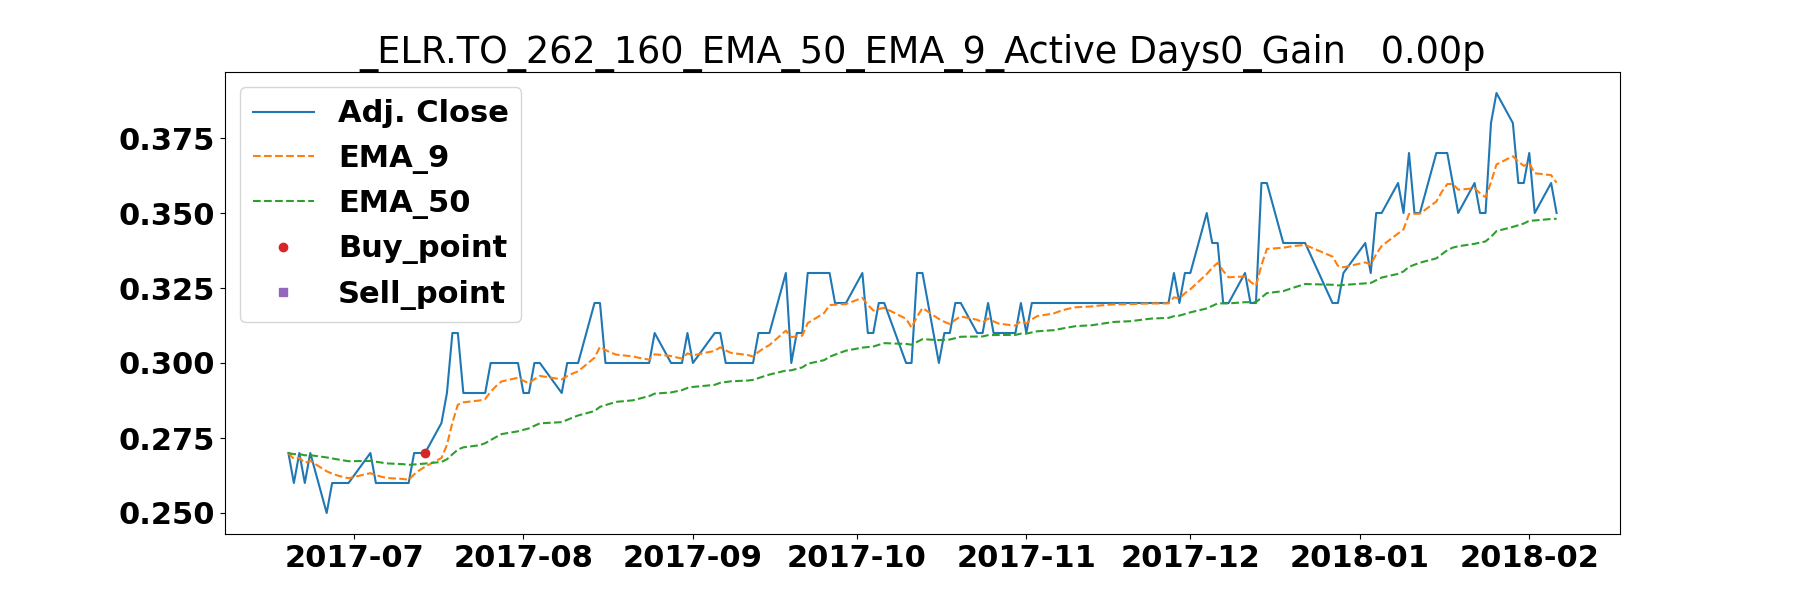 _ELR.TO_262_160_EMA_50_EMA_9_Active Days0_Gain   0.00p
Adj. Close
EMA_9
EMA_50
Buy_point
Sell_point
0.375
0.350
0.325
0.300
0.275
0.250
2017-07 2017-08 2017-09 2017-10 2017-11 2017-12 2018-01 2018-02